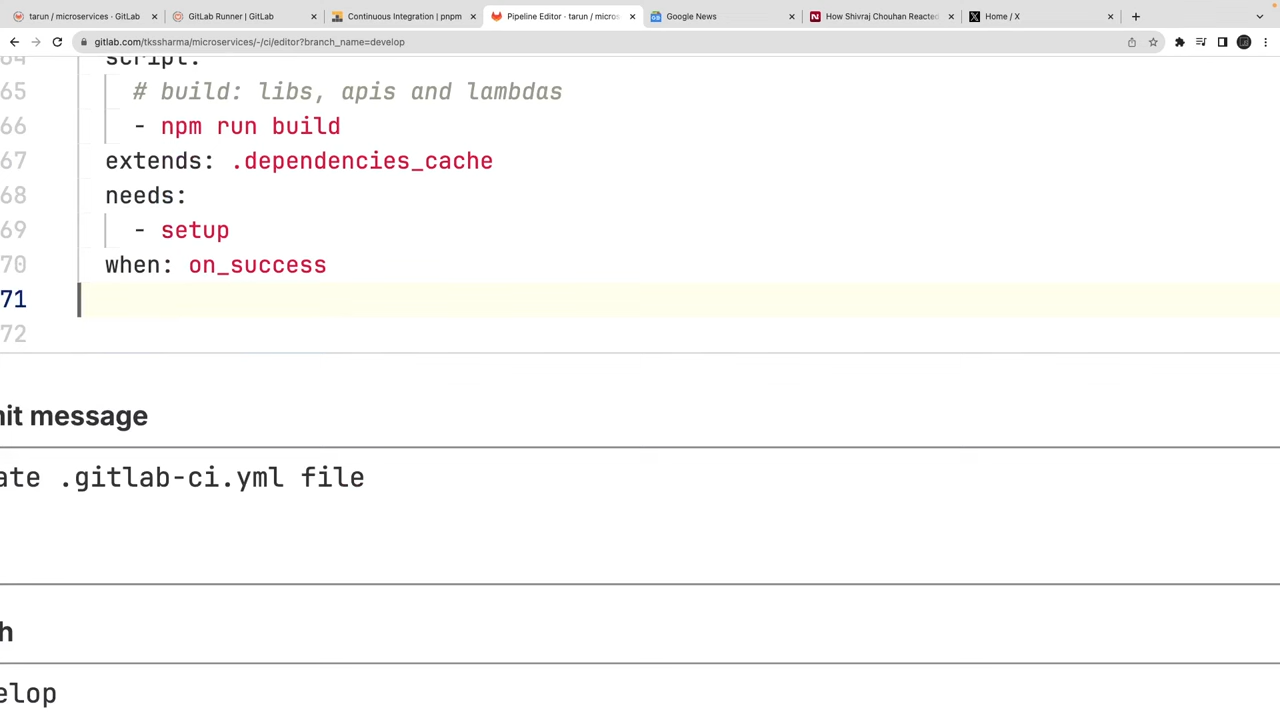 tarun / microservices · GitLab
GitLab Runner | GitLab
Continuous Integration | pnpm
Pipeline Editor · tarun / micros
Google News
How Shivraj Chouhan Reacted
Home / X
gitlab.com/tkssharma/microservices/-/ci/editor?branch_name=develop
64 script:
65 # build: libs, apis and lambdas
66 - npm run build
67 extends: .dependencies_cache
68 needs:
69 - setup
70 when: on_success
71
72
mit message
ate .gitlab-ci.yml file
h
elop